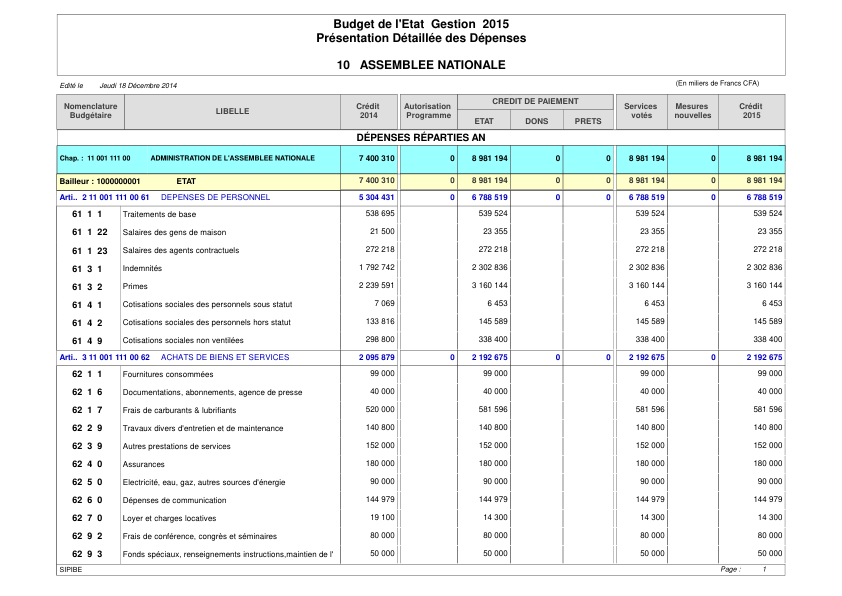 Budget de l'Etat Gestion 2015
Présentation Détaillée des Dépenses
10 ASSEMBLEE NATIONALE
Edité le Jeudi 18 Décembre 2014 (En miliers de Francs CFA)
Nomenclature Budgétaire LIBELLE Crédit 2014 Autorisation Programme CREDIT DE PAIEMENT ETAT DONS PRETS Services votés Mesures nouvelles Crédit 2015
DÉPENSES RÉPARTIES AN
Chap. : 11 001 111 00 ADMINISTRATION DE L'ASSEMBLEE NATIONALE 7 400 310 0 8 981 194 0 0 8 981 194 0 8 981 194
Bailleur : 1000000001 ETAT 7 400 310 0 8 981 194 0 0 8 981 194 0 8 981 194
Arti.. 2 11 001 111 00 61 DEPENSES DE PERSONNEL 5 304 431 0 6 788 519 0 0 6 788 519 0 6 788 519
61 1 1 Traitements de base 538 695 539 524 539 524 539 524
61 1 22 Salaires des gens de maison 21 500 23 355 23 355 23 355
61 1 23 Salaires des agents contractuels 272 218 272 218 272 218 272 218
61 3 1 Indemnités 1 792 742 2 302 836 2 302 836 2 302 836
61 3 2 Primes 2 239 591 3 160 144 3 160 144 3 160 144
61 4 1 Cotisations sociales des personnels sous statut 7 069 6 453 6 453 6 453
61 4 2 Cotisations sociales des personnels hors statut 133 816 145 589 145 589 145 589
61 4 9 Cotisations sociales non ventilées 298 800 338 400 338 400 338 400
Arti.. 3 11 001 111 00 62 ACHATS DE BIENS ET SERVICES 2 095 879 0 2 192 675 0 0 2 192 675 0 2 192 675
62 1 1 Fournitures consommées 99 000 99 000 99 000 99 000
62 1 6 Documentations, abonnements, agence de presse 40 000 40 000 40 000 40 000
62 1 7 Frais de carburants & lubrifiants 520 000 581 596 581 596 581 596
62 2 9 Travaux divers d'entretien et de maintenance 140 800 140 800 140 800 140 800
62 3 9 Autres prestations de services 152 000 152 000 152 000 152 000
62 4 0 Assurances 180 000 180 000 180 000 180 000
62 5 0 Electricité, eau, gaz, autres sources d'énergie 90 000 90 000 90 000 90 000
62 6 0 Dépenses de communication 144 979 144 979 144 979 144 979
62 7 0 Loyer et charges locatives 19 100 14 300 14 300 14 300
62 9 2 Frais de conférence, congrès et séminaires 80 000 80 000 80 000 80 000
62 9 3 Fonds spéciaux, renseignements instructions,maintien de l' 50 000 50 000 50 000 50 000
SIPIBE Page : 1